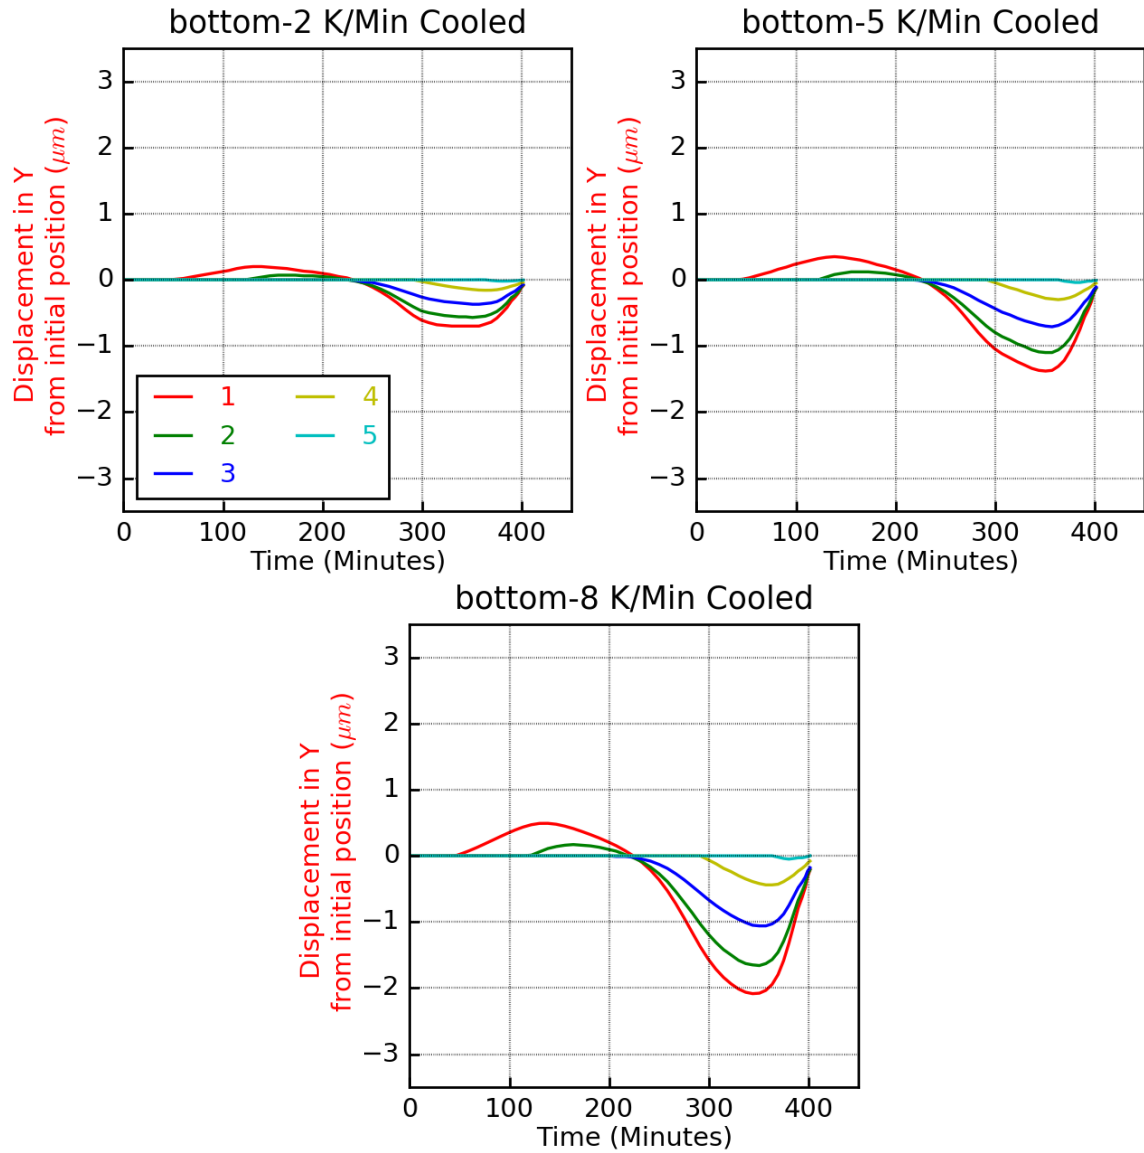 bottom-2 K/Min Cooled
Displacement in Y
from initial position (μm)
3
2
1
0
−1
−2
−3
1
2
3
4
5
0 100 200 300 400
Time (Minutes)
bottom-5 K/Min Cooled
Displacement in Y
from initial position (μm)
3
2
1
0
−1
−2
−3
0 100 200 300 400
Time (Minutes)
bottom-8 K/Min Cooled
Displacement in Y
from initial position (μm)
3
2
1
0
−1
−2
−3
0 100 200 300 400
Time (Minutes)